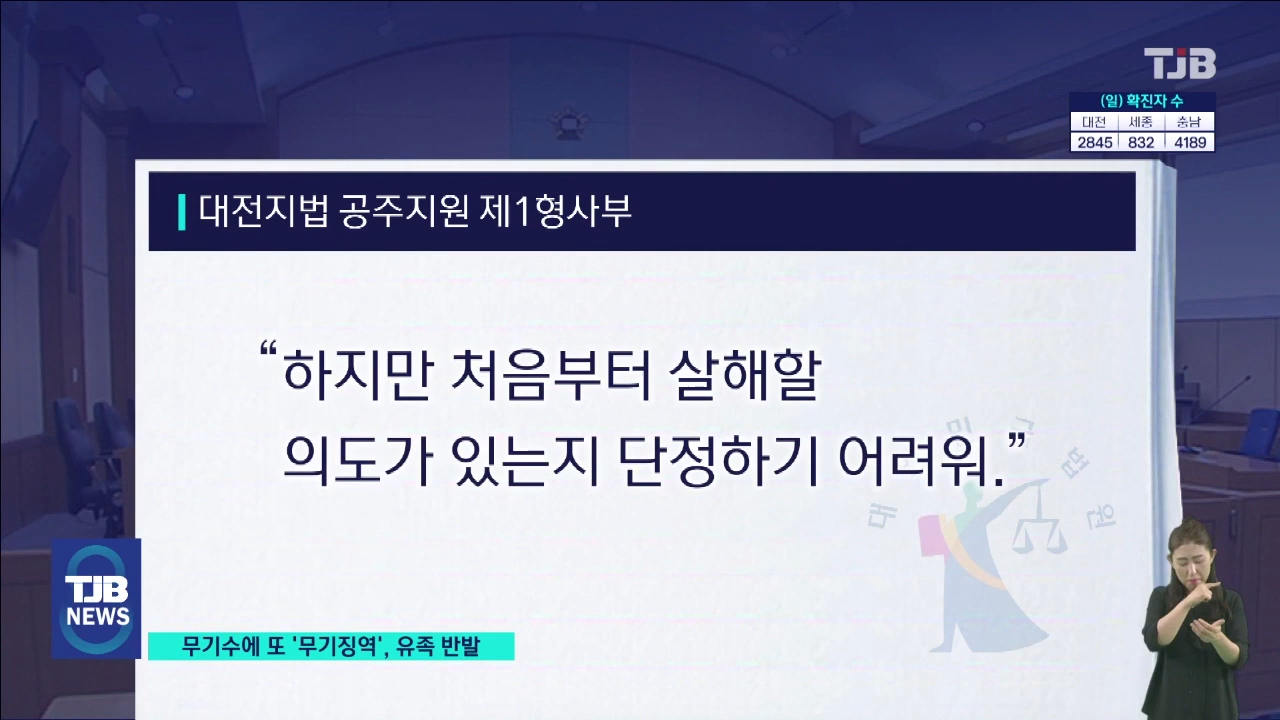 TJB
(일) 확진자 수
대전 세종 충남
2845 832 4189
대전지법 공주지원 제1형사부
“하지만 처음부터 살해할
의도가 있는지 단정하기 어려워.”
법원
TJB
NEWS
8
무기수에 또 '무기징역', 유족 반발